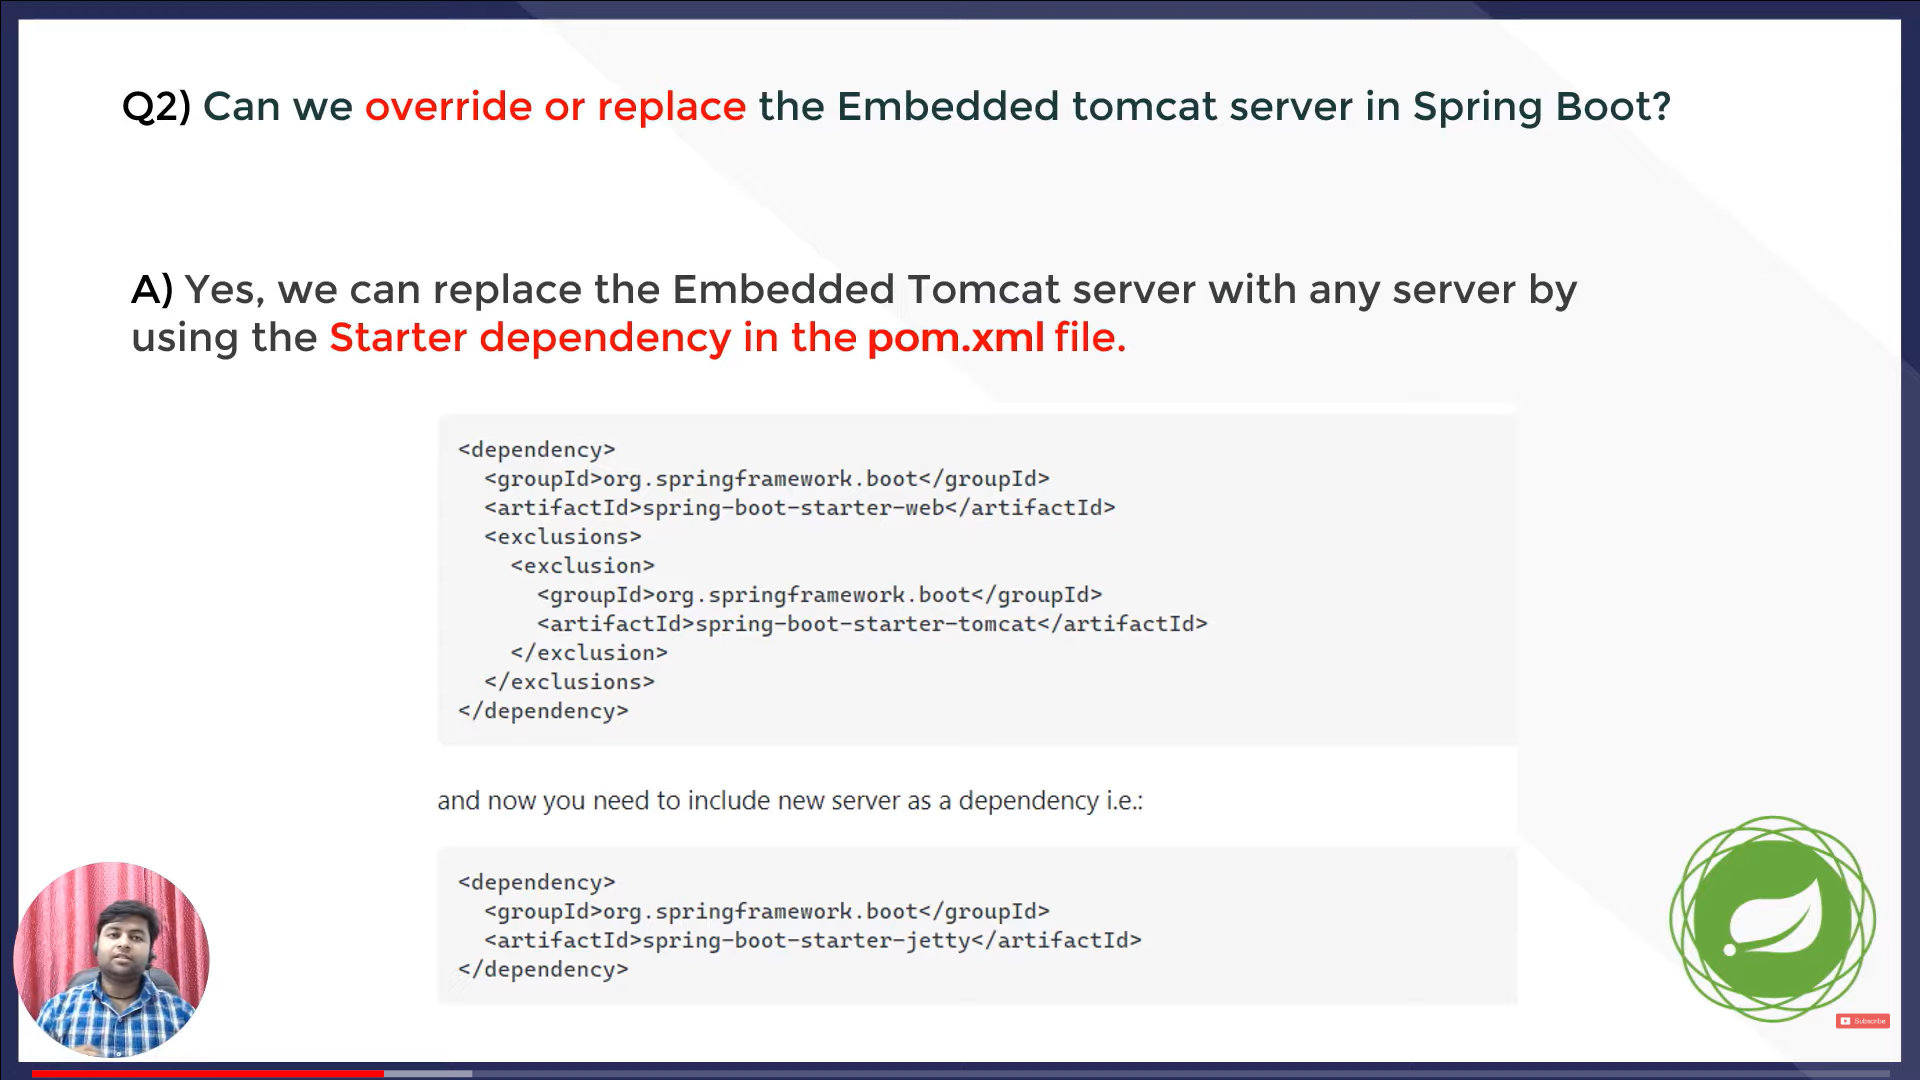 Q2) Can we override or replace the Embedded tomcat server in Spring Boot?
A) Yes, we can replace the Embedded Tomcat server with any server by
using the Starter dependency in the pom.xml file.
<dependency>
  <groupId>org.springframework.boot</groupId>
  <artifactId>spring-boot-starter-web</artifactId>
  <exclusions>
    <exclusion>
      <groupId>org.springframework.boot</groupId>
      <artifactId>spring-boot-starter-tomcat</artifactId>
    </exclusion>
  </exclusions>
</dependency>
and now you need to include new server as a dependency i.e.:
<dependency>
  <groupId>org.springframework.boot</groupId>
  <artifactId>spring-boot-starter-jetty</artifactId>
</dependency>
Subscribe